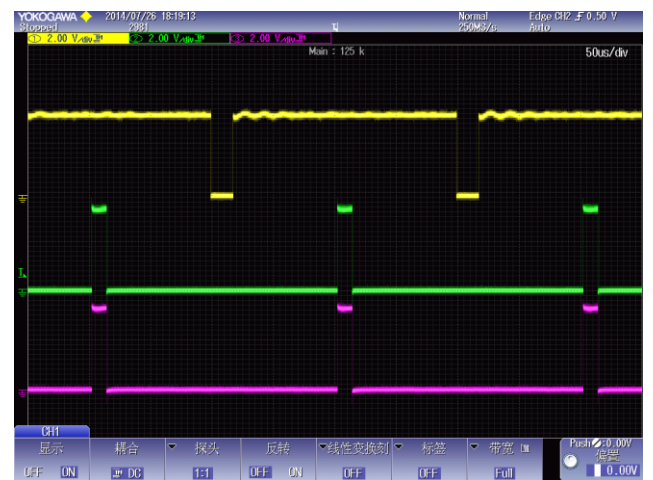 YOKOGAWA 2014/07/26 18:19:13 Normal Edge CH2 0.50 V
Stopped 2981 250MS/s Auto
2.00 V/div 2.00 V/div 2.00 V/div
Main : 125 k 50us/div
CH1
显示 耦合 探头 反转 线性变换刻 标签 带宽 Push :0.00V
偏置
OFF ON DC 1:1 OFF ON OFF OFF Full 0.00V